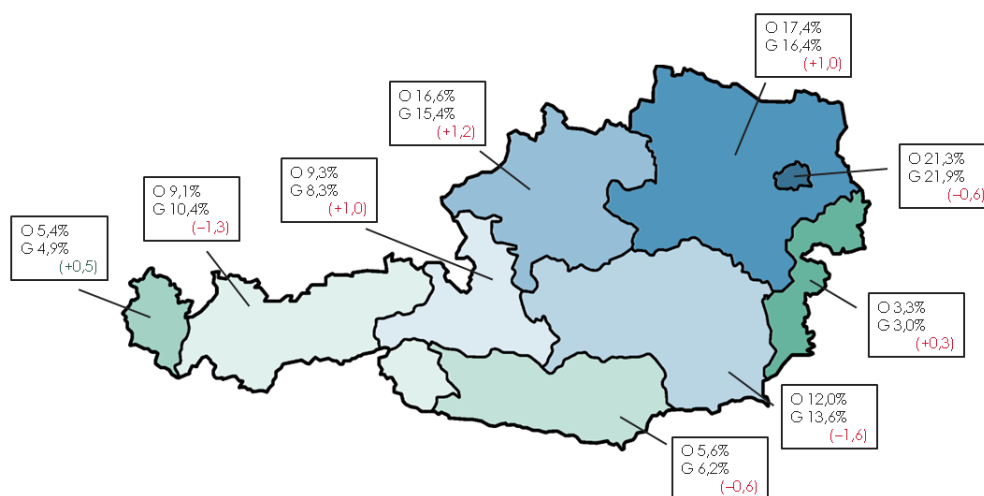 O 17,4%
G 16,4%
(+1,0)
O 16,6%
G 15,4%
(+1,2)
O 21,3%
G 21,9%
(–0,6)
O 9,3%
G 8,3%
(+1,0)
O 9,1%
G 10,4%
(–1,3)
O 5,4%
G 4,9%
(+0,5)
O 3,3%
G 3,0%
(+0,3)
O 12,0%
G 13,6%
(–1,6)
O 5,6%
G 6,2%
(–0,6)